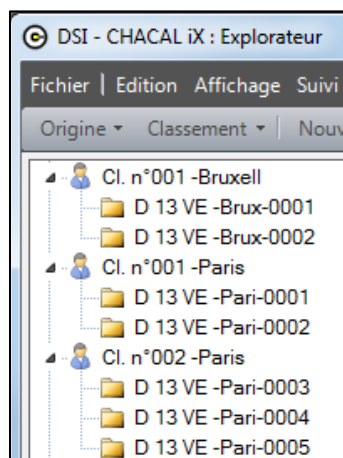 DSI - CHACAL iX : Explorateur
Fichier | Edition Affichage Suivi
Origine Classement Nouv
Cl. n°001 -Bruxell
D 13 VE -Brux-0001
D 13 VE -Brux-0002
Cl. n°001 -Paris
D 13 VE -Pari-0001
D 13 VE -Pari-0002
Cl. n°002 -Paris
D 13 VE -Pari-0003
D 13 VE -Pari-0004
D 13 VE -Pari-0005